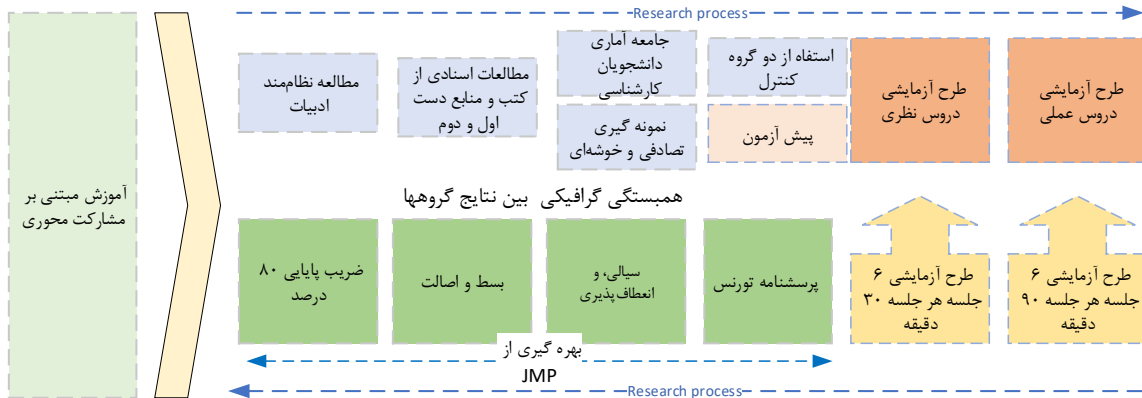 Research process
آموزش مبتنی بر
مشارکت محوری
مطالعه نظام‌مند
ادبیات
مطالعات اسنادی از
کتب و منابع دست
اول و دوم
جامعه آماری
دانشجویان
کارشناسی
نمونه گیری
تصادفی و خوشه‌ای
استفاه از دو گروه
کنترل
پیش آزمون
طرح آزمایشی
دروس نظری
طرح آزمایشی
دروس عملی
همبستگی گرافیکی بین نتایج گروهها
ضریب پایایی ۸۰
درصد
بسط و اصالت
سیالی، و
انعطاف‌پذیری
پرسشنامه تورنس
طرح آزمایشی ۶
جلسه هر جلسه ۳۰
دقیقه
طرح آزمایشی ۶
جلسه هر جلسه ۹۰
دقیقه
بهره گیری از
JMP
Research process